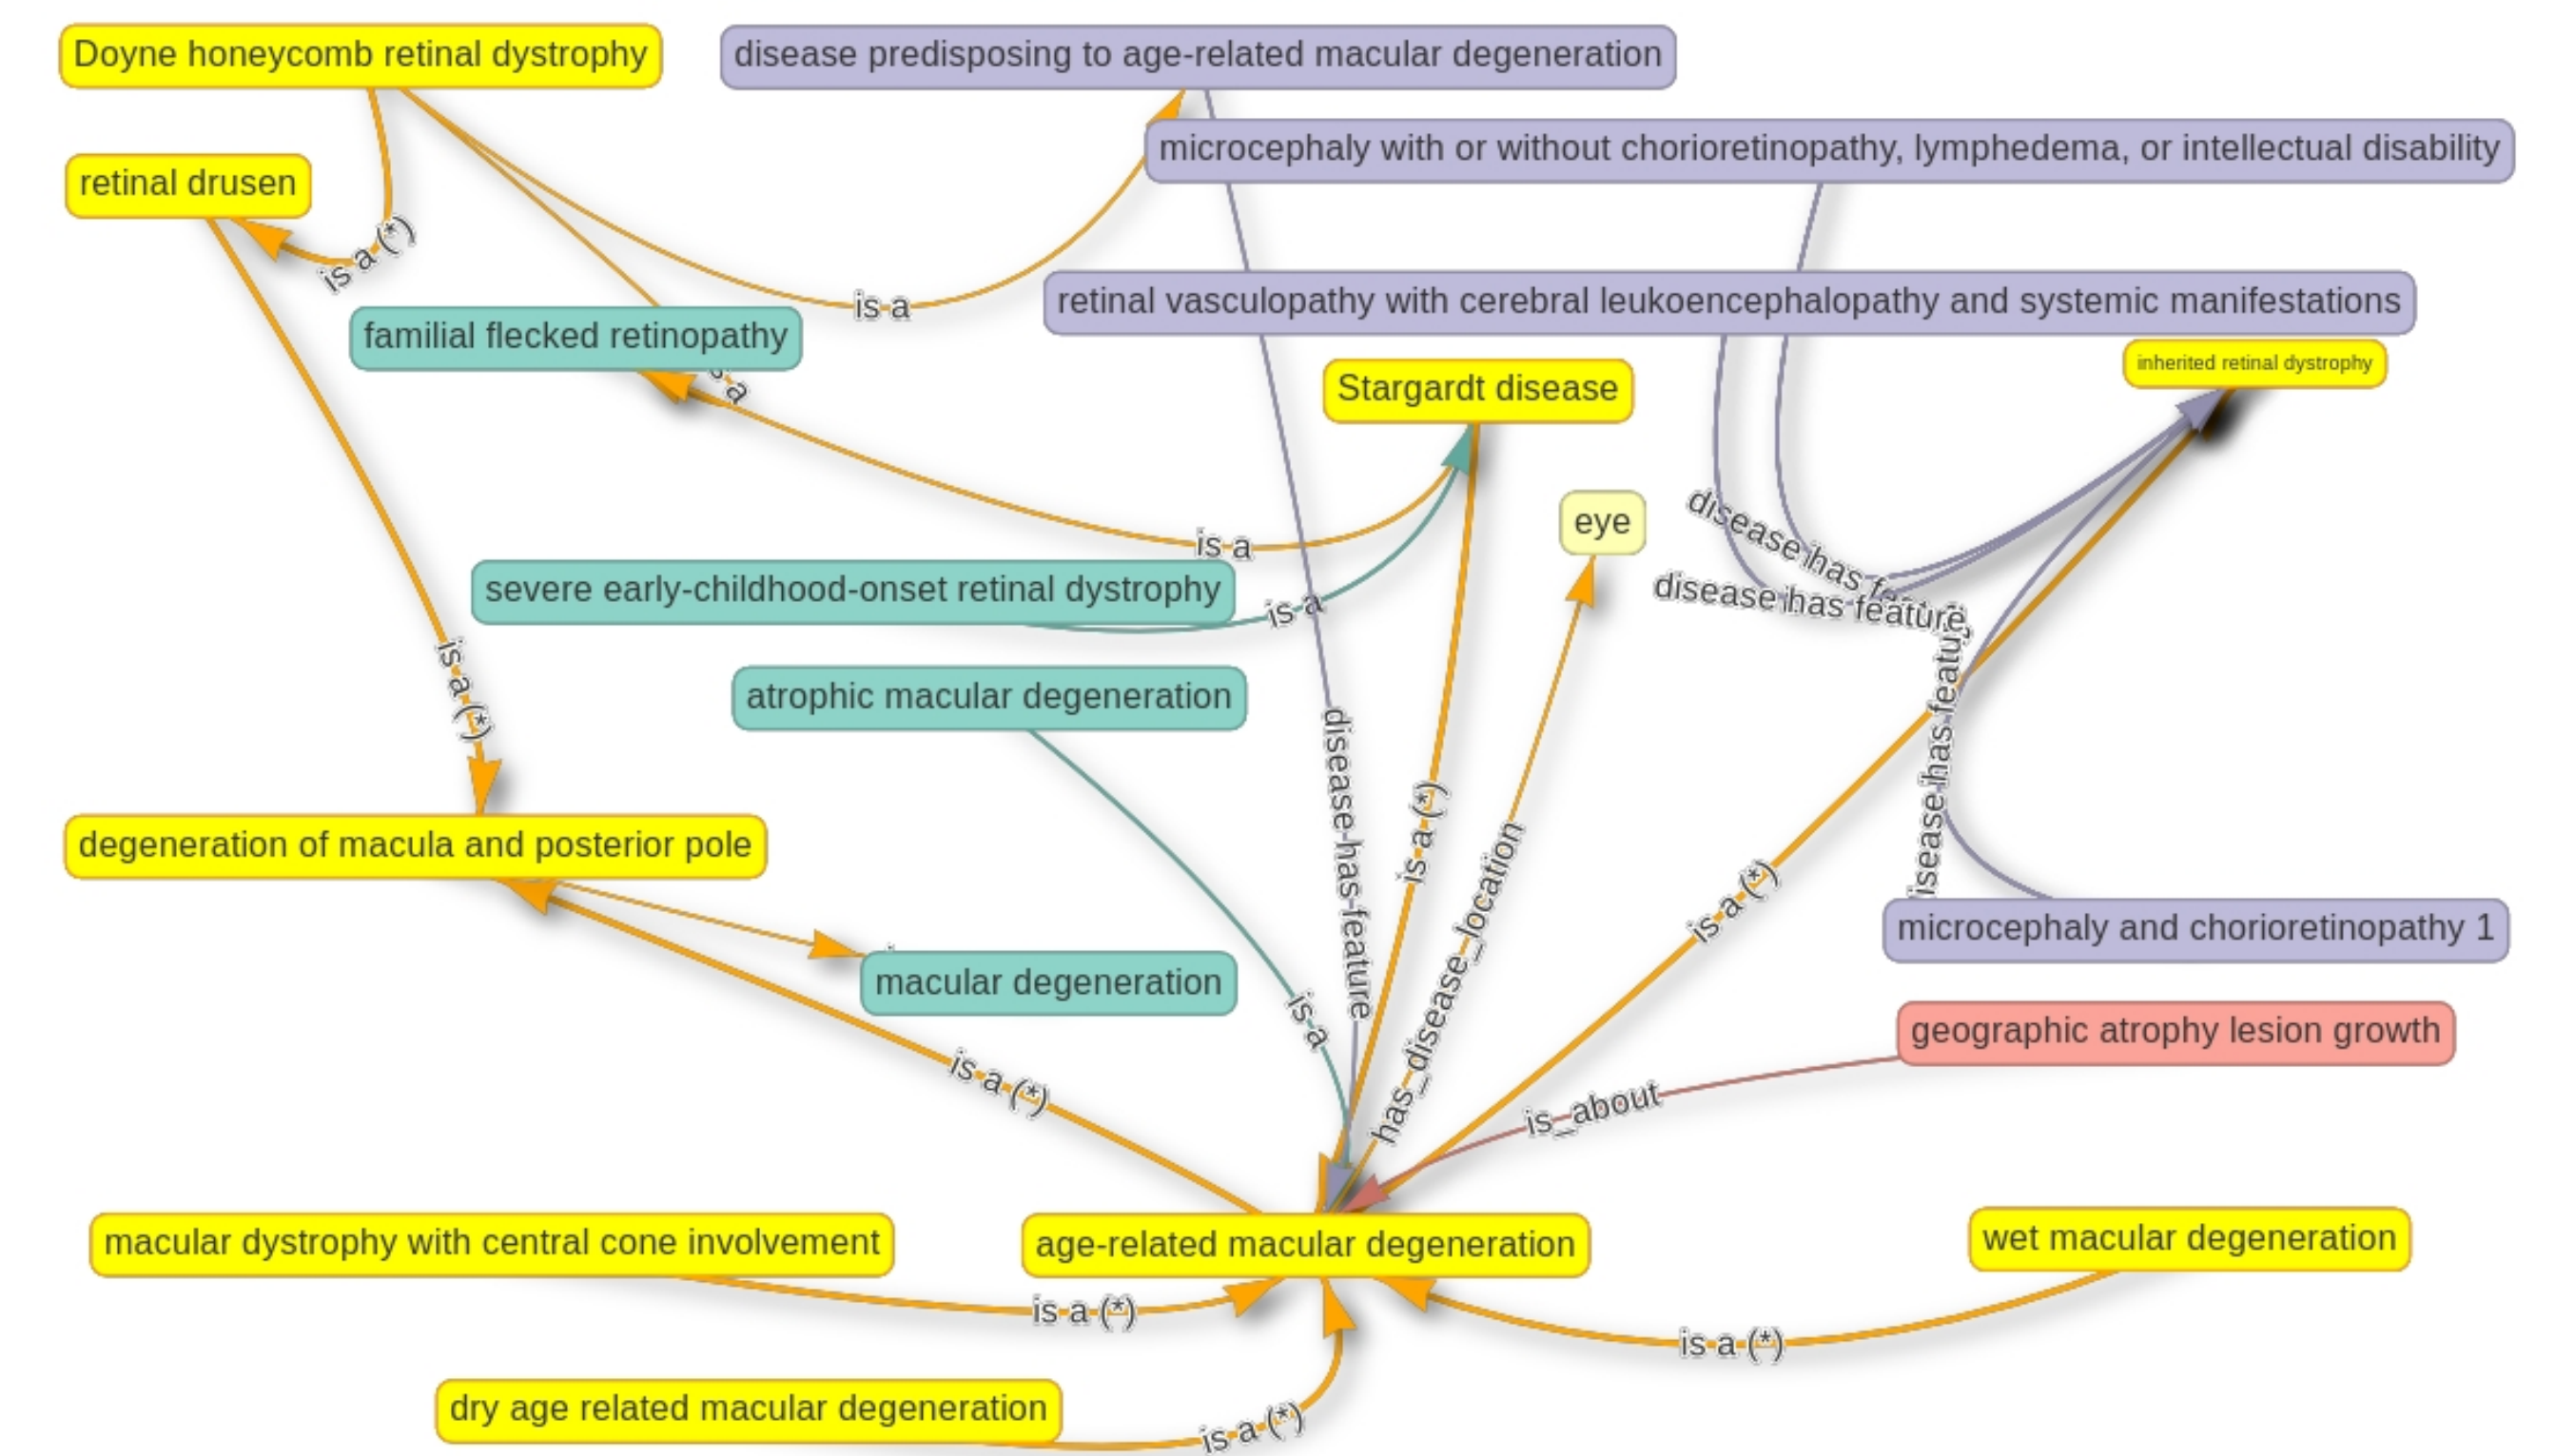 Doyne honeycomb retinal dystrophy
disease predisposing to age-related macular degeneration
microcephaly with or without chorioretinopathy, lymphedema, or intellectual disability
retinal drusen
is a (*)
is a
retinal vasculopathy with cerebral leukoencephalopathy and systemic manifestations
familial flecked retinopathy
inherited retinal dystrophy
Stargardt disease
a
eye
is a
disease has
severe early-childhood-onset retinal dystrophy
is a
disease has feature
is a (*)
atrophic macular degeneration
disease has feature
is a (*)
has_disease_location
has
degeneration of macula and posterior pole
is a (*)
microcephaly and chorioretinopathy 1
macular degeneration
is a
geographic atrophy lesion growth
is a (*)
is_about
macular dystrophy with central cone involvement
age-related macular degeneration
wet macular degeneration
is a (*)
is a (*)
dry age related macular degeneration
is a (*)